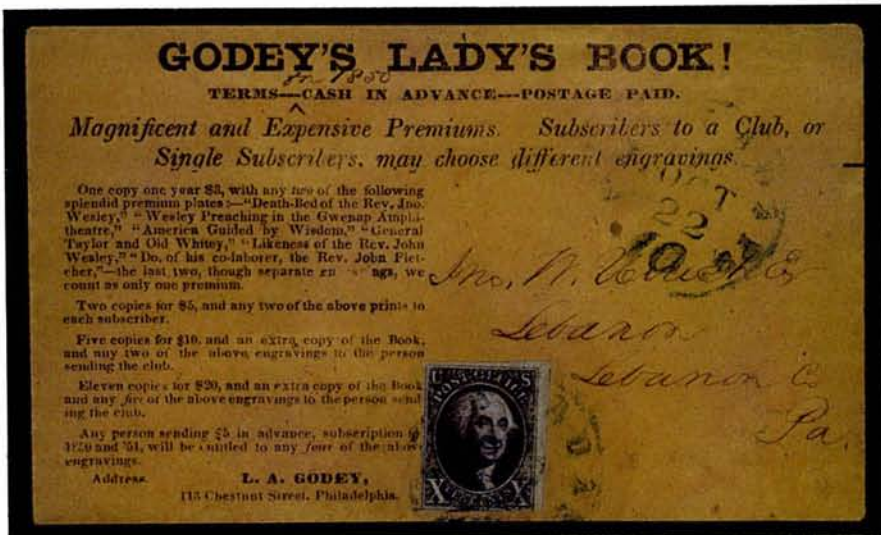 GODEY'S LADY'S BOOK!
In 1850
TERMS—CASH IN ADVANCE—POSTAGE PAID.
Magnificent and Expensive Premiums. Subscribers to a Club, or
Single Subscribers, may choose different engravings.
One copy one year $3, with any two of the following
splendid premium plates:—"Death-Bed of the Rev. Jno.
Wesley," "Wesley Preaching in the Gwenap Amphi-
theatre," "America Guided by Wisdom," "General
Taylor and Old Whitey," "Likeness of the Rev. John
Wesley," "Do. of his co-laborer, the Rev. John Flet-
cher,"—the last two, though separate engravings, we
count as only one premium.
Two copies for $5, and any two of the above prints to
each subscriber.
Five copies for $10, and an extra copy of the Book,
and any two of the above engravings to the person
sending the club.
Eleven copies for $20, and an extra copy of the Book
and any five of the above engravings to the person send
ing the club.
Any person sending $5 in advance, subscription
1850 and '51, will be entitled to any four of the above
engravings.
Address L. A. GODEY,
113 Chestnut Street, Philadelphia.
OCT
22
10
Jno. W.
Lebanon
Lebanon Co
Pa.
U S
POST OFFICE
X X